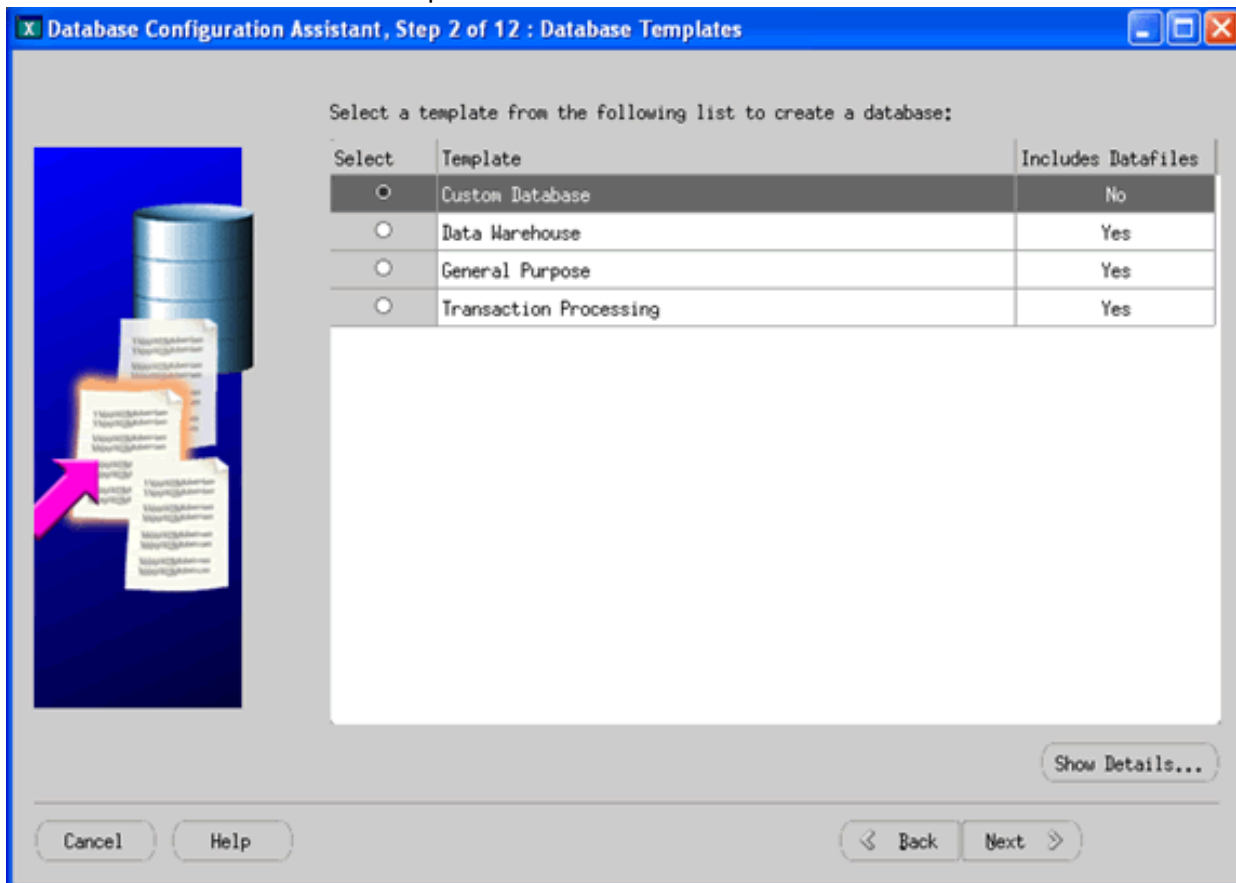 Database Configuration Assistant, Step 2 of 12 : Database Templates
Select a template from the following list to create a database:
Select Template Includes Datafiles
Custom Database No
Data Warehouse Yes
General Purpose Yes
Transaction Processing Yes
Show Details...
Cancel Help Back Next